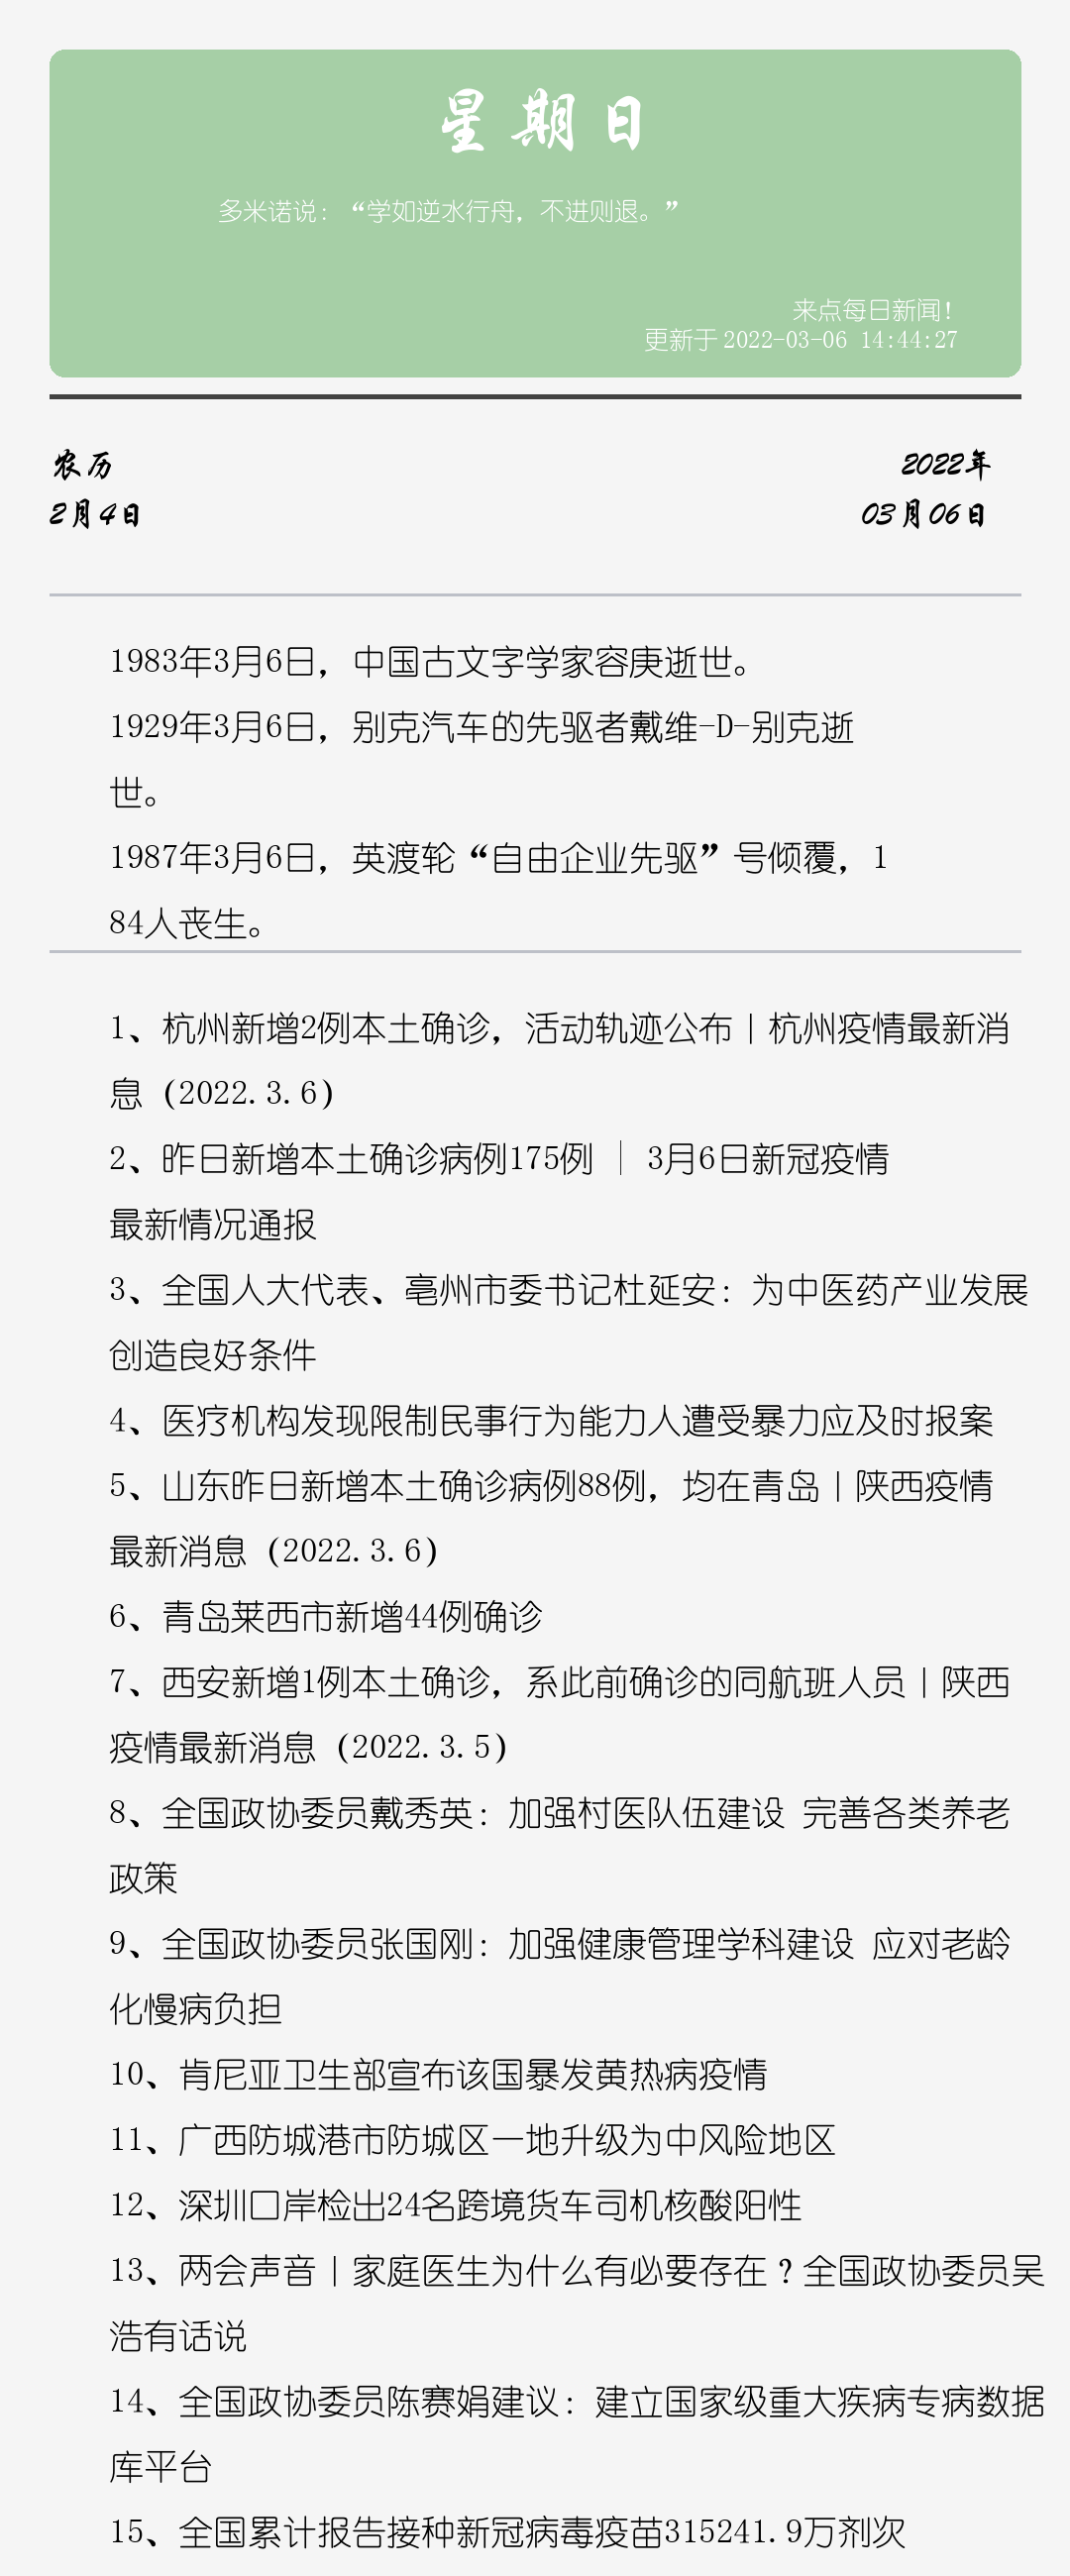 星期日
多米诺说：“学如逆水行舟，不进则退。”
来点每日新闻！
更新于 2022-03-06 14:44:27
农历
2022年
2月4日
03月06日
1983年3月6日，中国古文字学家容庚逝世。
1929年3月6日，别克汽车的先驱者戴维-D-别克逝
世。
1987年3月6日，英渡轮“自由企业先驱”号倾覆，1
84人丧生。
1、杭州新增2例本土确诊，活动轨迹公布丨杭州疫情最新消
息（2022.3.6）
2、昨日新增本土确诊病例175例 ｜ 3月6日新冠疫情
最新情况通报
3、全国人大代表、亳州市委书记杜延安：为中医药产业发展
创造良好条件
4、医疗机构发现限制民事行为能力人遭受暴力应及时报案
5、山东昨日新增本土确诊病例88例，均在青岛丨陕西疫情
最新消息（2022.3.6）
6、青岛莱西市新增44例确诊
7、西安新增1例本土确诊，系此前确诊的同航班人员丨陕西
疫情最新消息（2022.3.5）
8、全国政协委员戴秀英：加强村医队伍建设 完善各类养老
政策
9、全国政协委员张国刚：加强健康管理学科建设 应对老龄
化慢病负担
10、肯尼亚卫生部宣布该国暴发黄热病疫情
11、广西防城港市防城区一地升级为中风险地区
12、深圳口岸检出24名跨境货车司机核酸阳性
13、两会声音丨家庭医生为什么有必要存在？全国政协委员吴
浩有话说
14、全国政协委员陈赛娟建议：建立国家级重大疾病专病数据
库平台
15、全国累计报告接种新冠病毒疫苗315241.9万剂次